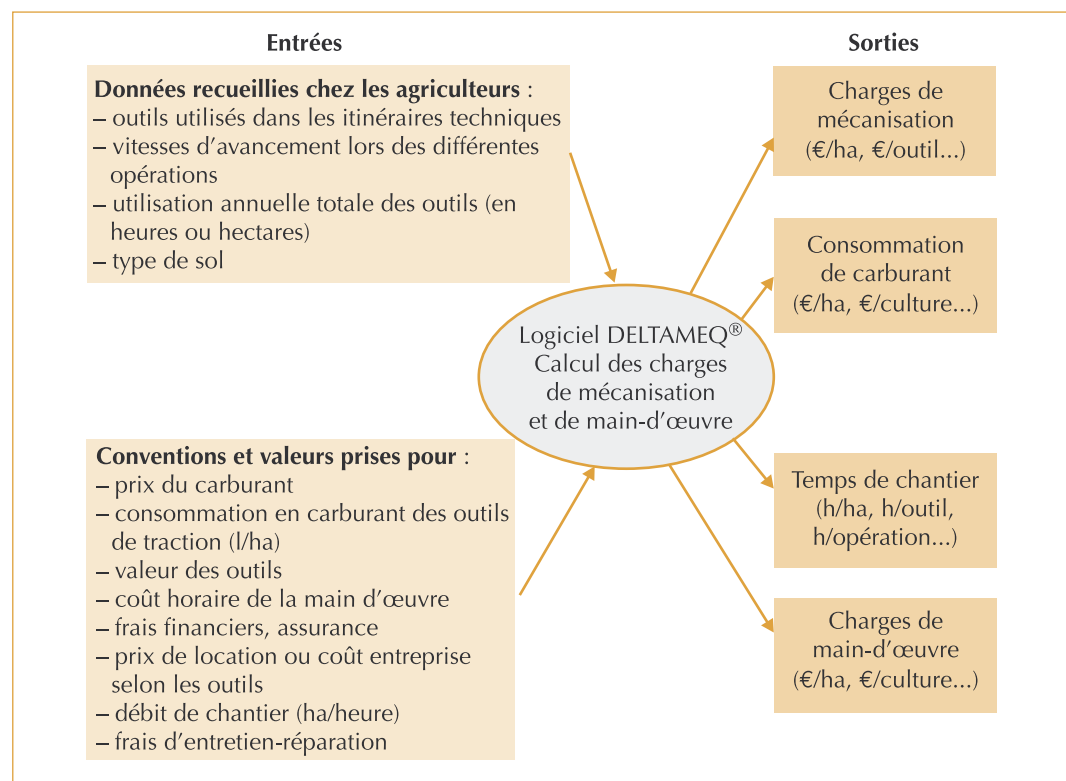 Entrées
Données recueillies chez les agriculteurs :
– outils utilisés dans les itinéraires techniques
– vitesses d’avancement lors des différentes
opérations
– utilisation annuelle totale des outils (en
heures ou hectares)
– type de sol
Conventions et valeurs prises pour :
– prix du carburant
– consommation en carburant des outils
de traction (l/ha)
– valeur des outils
– coût horaire de la main d’œuvre
– frais financiers, assurance
– prix de location ou coût entreprise
selon les outils
– débit de chantier (ha/heure)
– frais d’entretien-réparation
Logiciel DELTAMEQ®
Calcul des charges
de mécanisation
et de main-d’œuvre
Sorties
Charges de
mécanisation
(€/ha, €/outil...)
Consommation
de carburant
(€/ha, €/culture...)
Temps de chantier
(h/ha, h/outil,
h/opération...)
Charges de
main-d’œuvre
(€/ha, €/culture...)